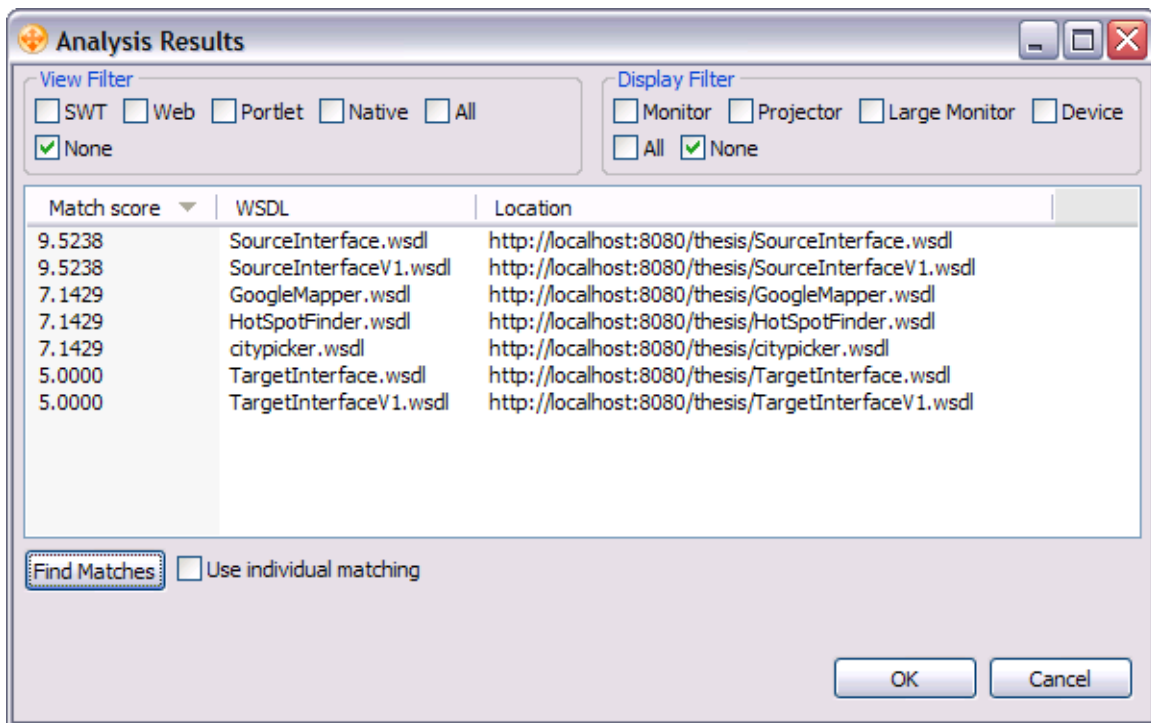 Analysis Results
View Filter
SWT Web Portlet Native All
None
Display Filter
Monitor Projector Large Monitor Device
All None
Match score WSDL Location
9.5238 SourceInterface.wsdl http://localhost:8080/thesis/SourceInterface.wsdl
9.5238 SourceInterfaceV1.wsdl http://localhost:8080/thesis/SourceInterfaceV1.wsdl
7.1429 GoogleMapper.wsdl http://localhost:8080/thesis/GoogleMapper.wsdl
7.1429 HotSpotFinder.wsdl http://localhost:8080/thesis/HotSpotFinder.wsdl
7.1429 citypicker.wsdl http://localhost:8080/thesis/citypicker.wsdl
5.0000 TargetInterface.wsdl http://localhost:8080/thesis/TargetInterface.wsdl
5.0000 TargetInterfaceV1.wsdl http://localhost:8080/thesis/TargetInterfaceV1.wsdl
Find Matches Use individual matching
OK Cancel